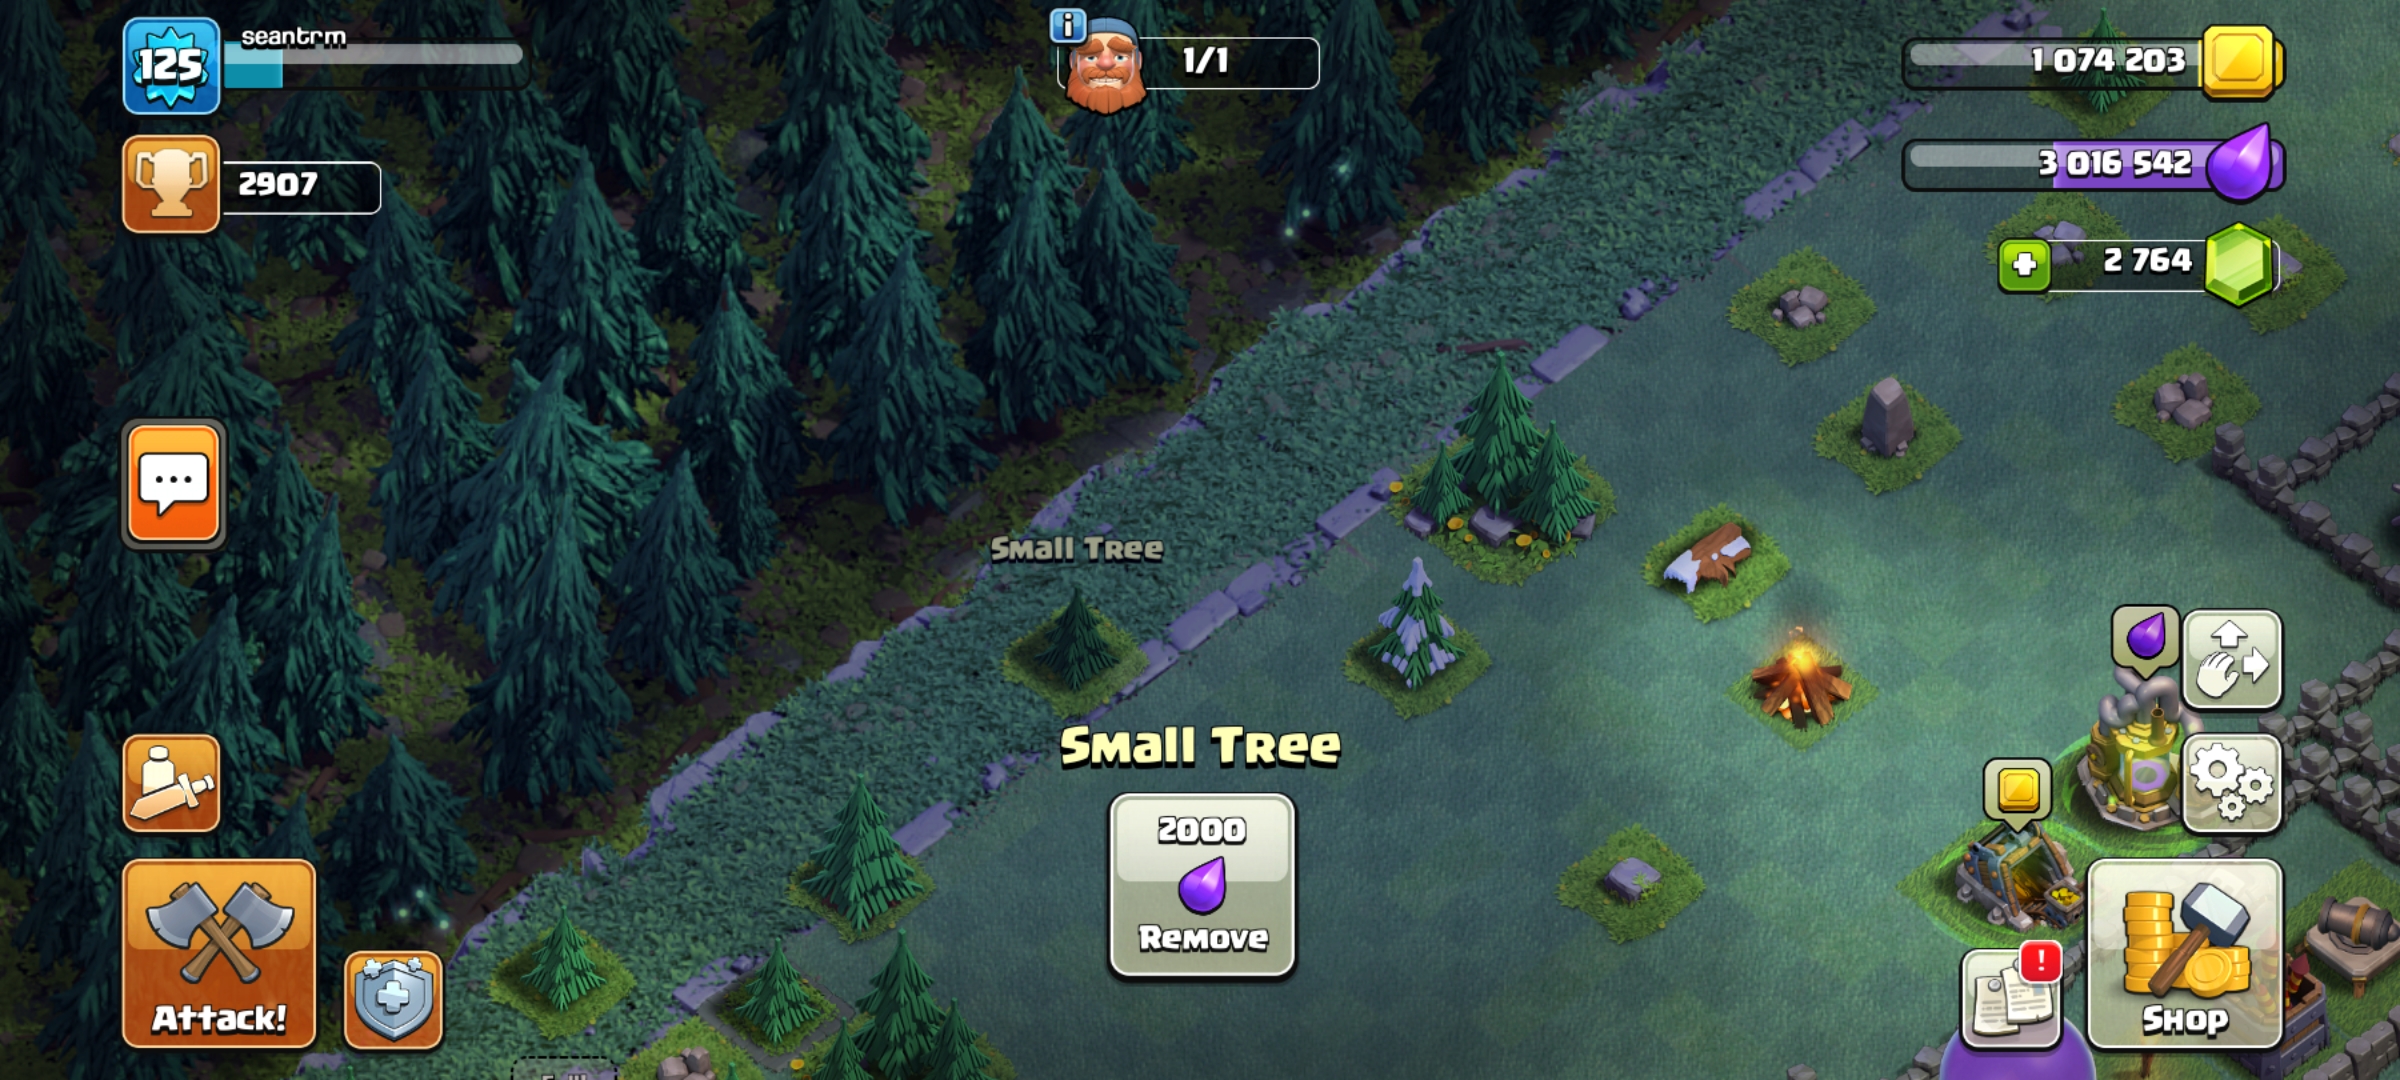 seantrm
125
i
1/1
1 074 203
2907
3 016 542
2 764
Small Tree
Small Tree
2000
Remove
Attack!
!
Shop